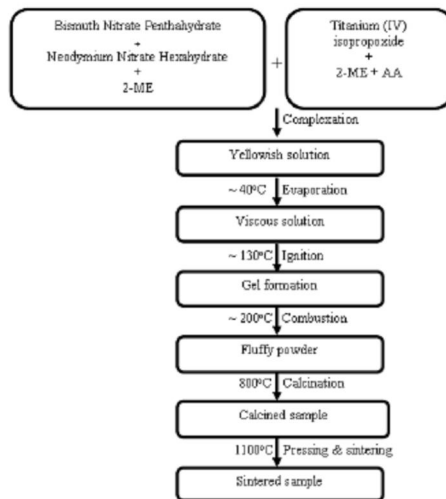 Bismuth Nitrate Penthahydrate
+
Neodymium Nitrate Hexahydrate
+
2-ME
+
Titanium (IV)
isopropoxide
+
2-ME + AA
Complexation
Yellowish solution
~ 40°C Evaporation
Viscous solution
~ 130°C Ignition
Gel formation
~ 200°C Combustion
Fluffy powder
800°C Calcination
Calcined sample
1100°C Pressing & sintering
Sintered sample